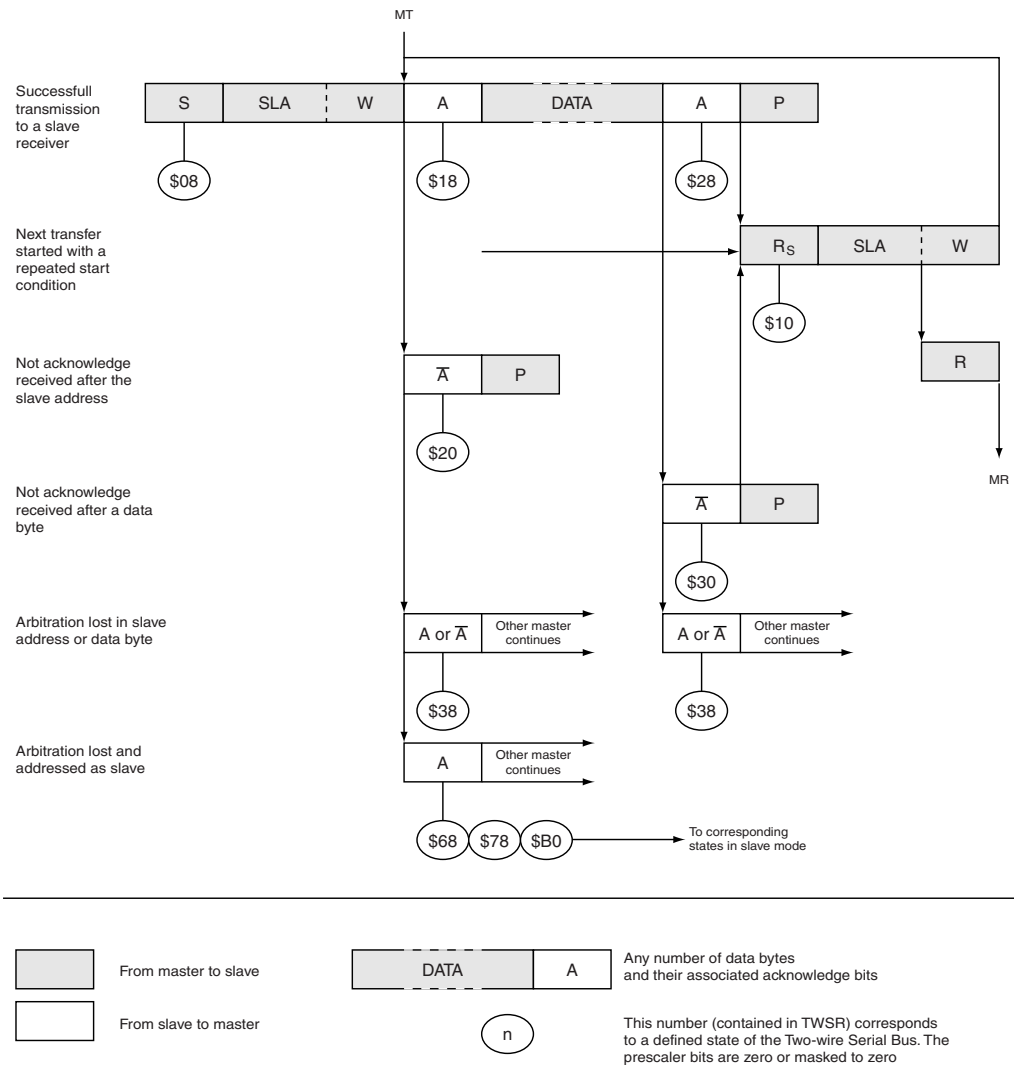 MT
Successfull
transmission
to a slave
receiver
S SLA W A DATA A P
$08 $18 $28
Next transfer
started with a
repeated start
condition
RS SLA W
$10
Not acknowledge
received after the
slave address
A̅ P
R
$20
MR
Not acknowledge
received after a data
byte
A̅ P
$30
Arbitration lost in slave
address or data byte
A or A̅ Other master
continues
A or A̅ Other master
continues
$38 $38
Arbitration lost and
addressed as slave
A Other master
continues
$68 $78 $B0
To corresponding
states in slave mode
From master to slave
DATA A
Any number of data bytes
and their associated acknowledge bits
From slave to master
n
This number (contained in TWSR) corresponds
to a defined state of the Two-wire Serial Bus. The
prescaler bits are zero or masked to zero